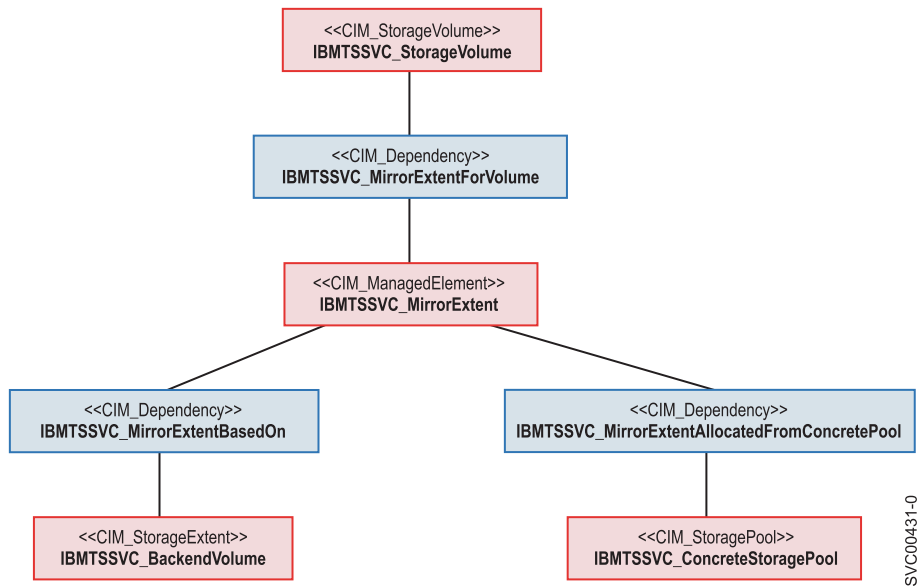 <<CIM_StorageVolume>>
IBMTSSVC_StorageVolume
<<CIM_Dependency>>
IBMTSSVC_MirrorExtentForVolume
<<CIM_ManagedElement>>
IBMTSSVC_MirrorExtent
<<CIM_Dependency>>
IBMTSSVC_MirrorExtentBasedOn
<<CIM_Dependency>>
IBMTSSVC_MirrorExtentAllocatedFromConcretePool
<<CIM_StorageExtent>>
IBMTSSVC_BackendVolume
<<CIM_StoragePool>>
IBMTSSVC_ConcreteStoragePool
SVC00431-0